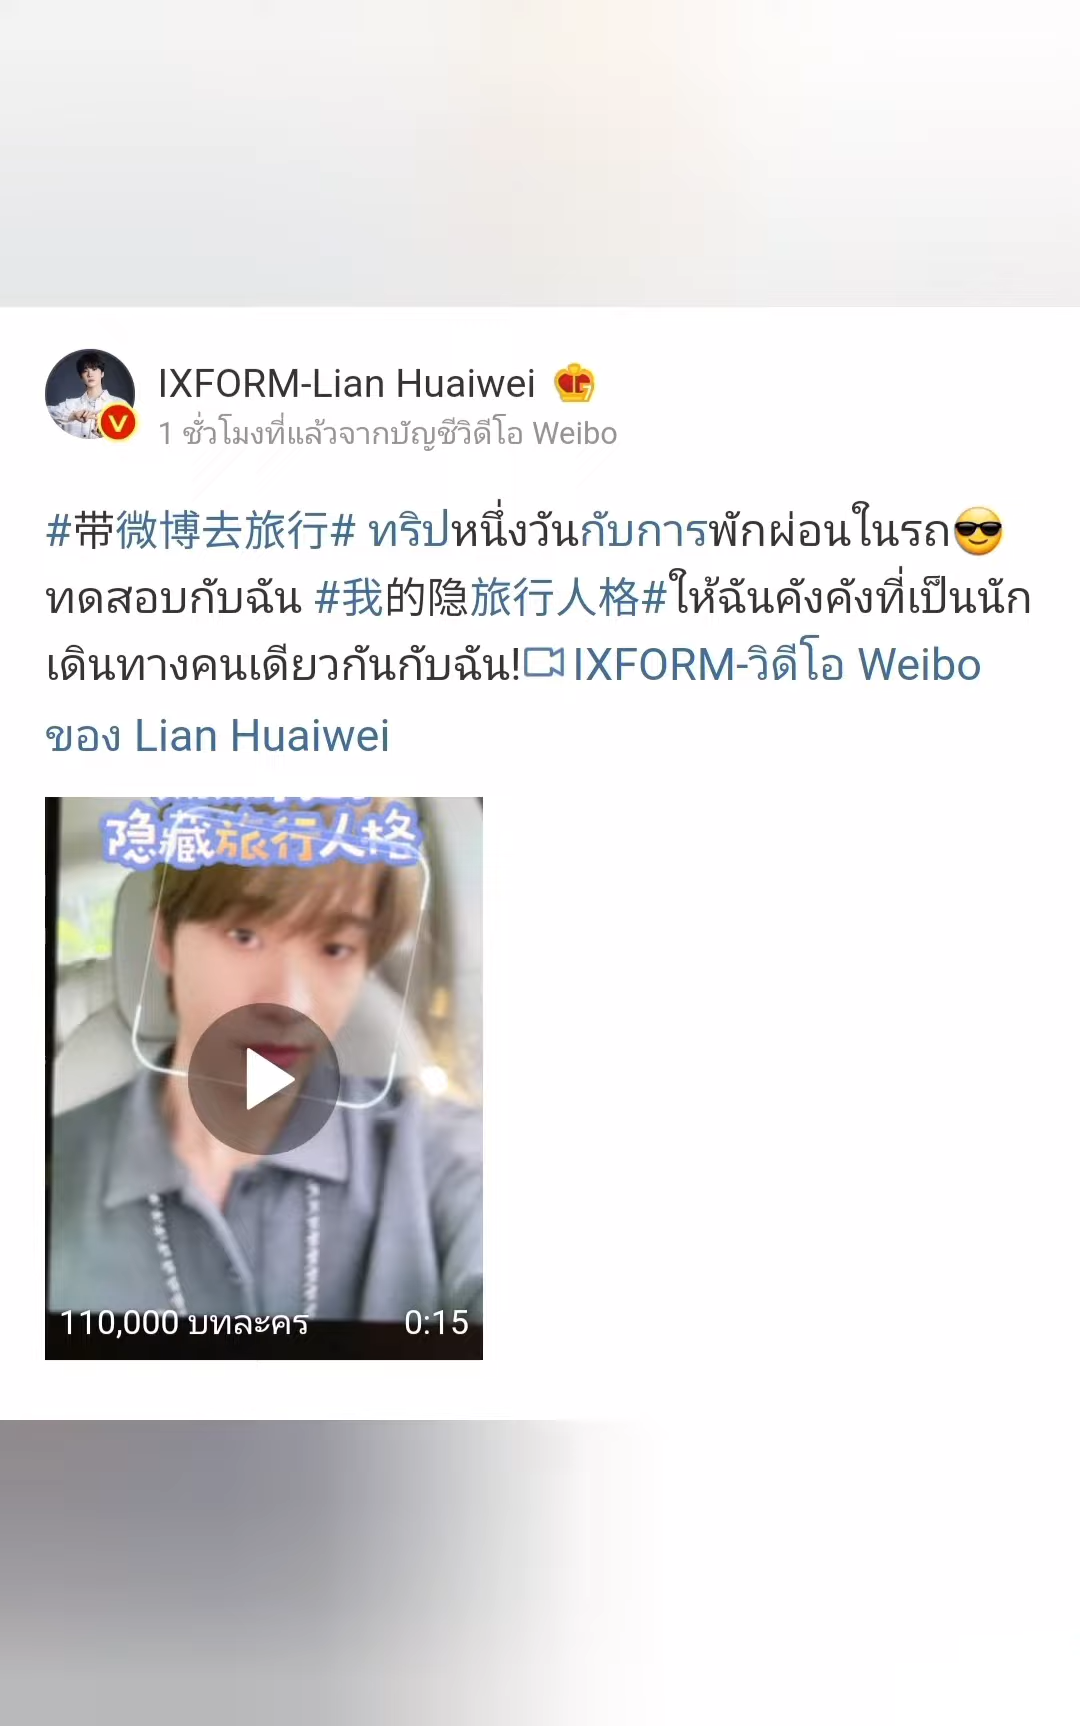 IXFORM-Lian Huaiwei
1 ชั่วโมงที่แล้วจากบัญชีวิดีโอ Weibo
#带微博去旅行# ทริปหนึ่งวันกับการพักผ่อนในรถ😎
ทดสอบกับฉัน #我的隐旅行人格#ให้ฉันคังคังที่เป็นนัก
เดินทางคนเดียวกันกับฉัน!IXFORM-วิดีโอ Weibo
ของ Lian Huaiwei
隐藏旅行人格
110,000 บทละคร 0:15